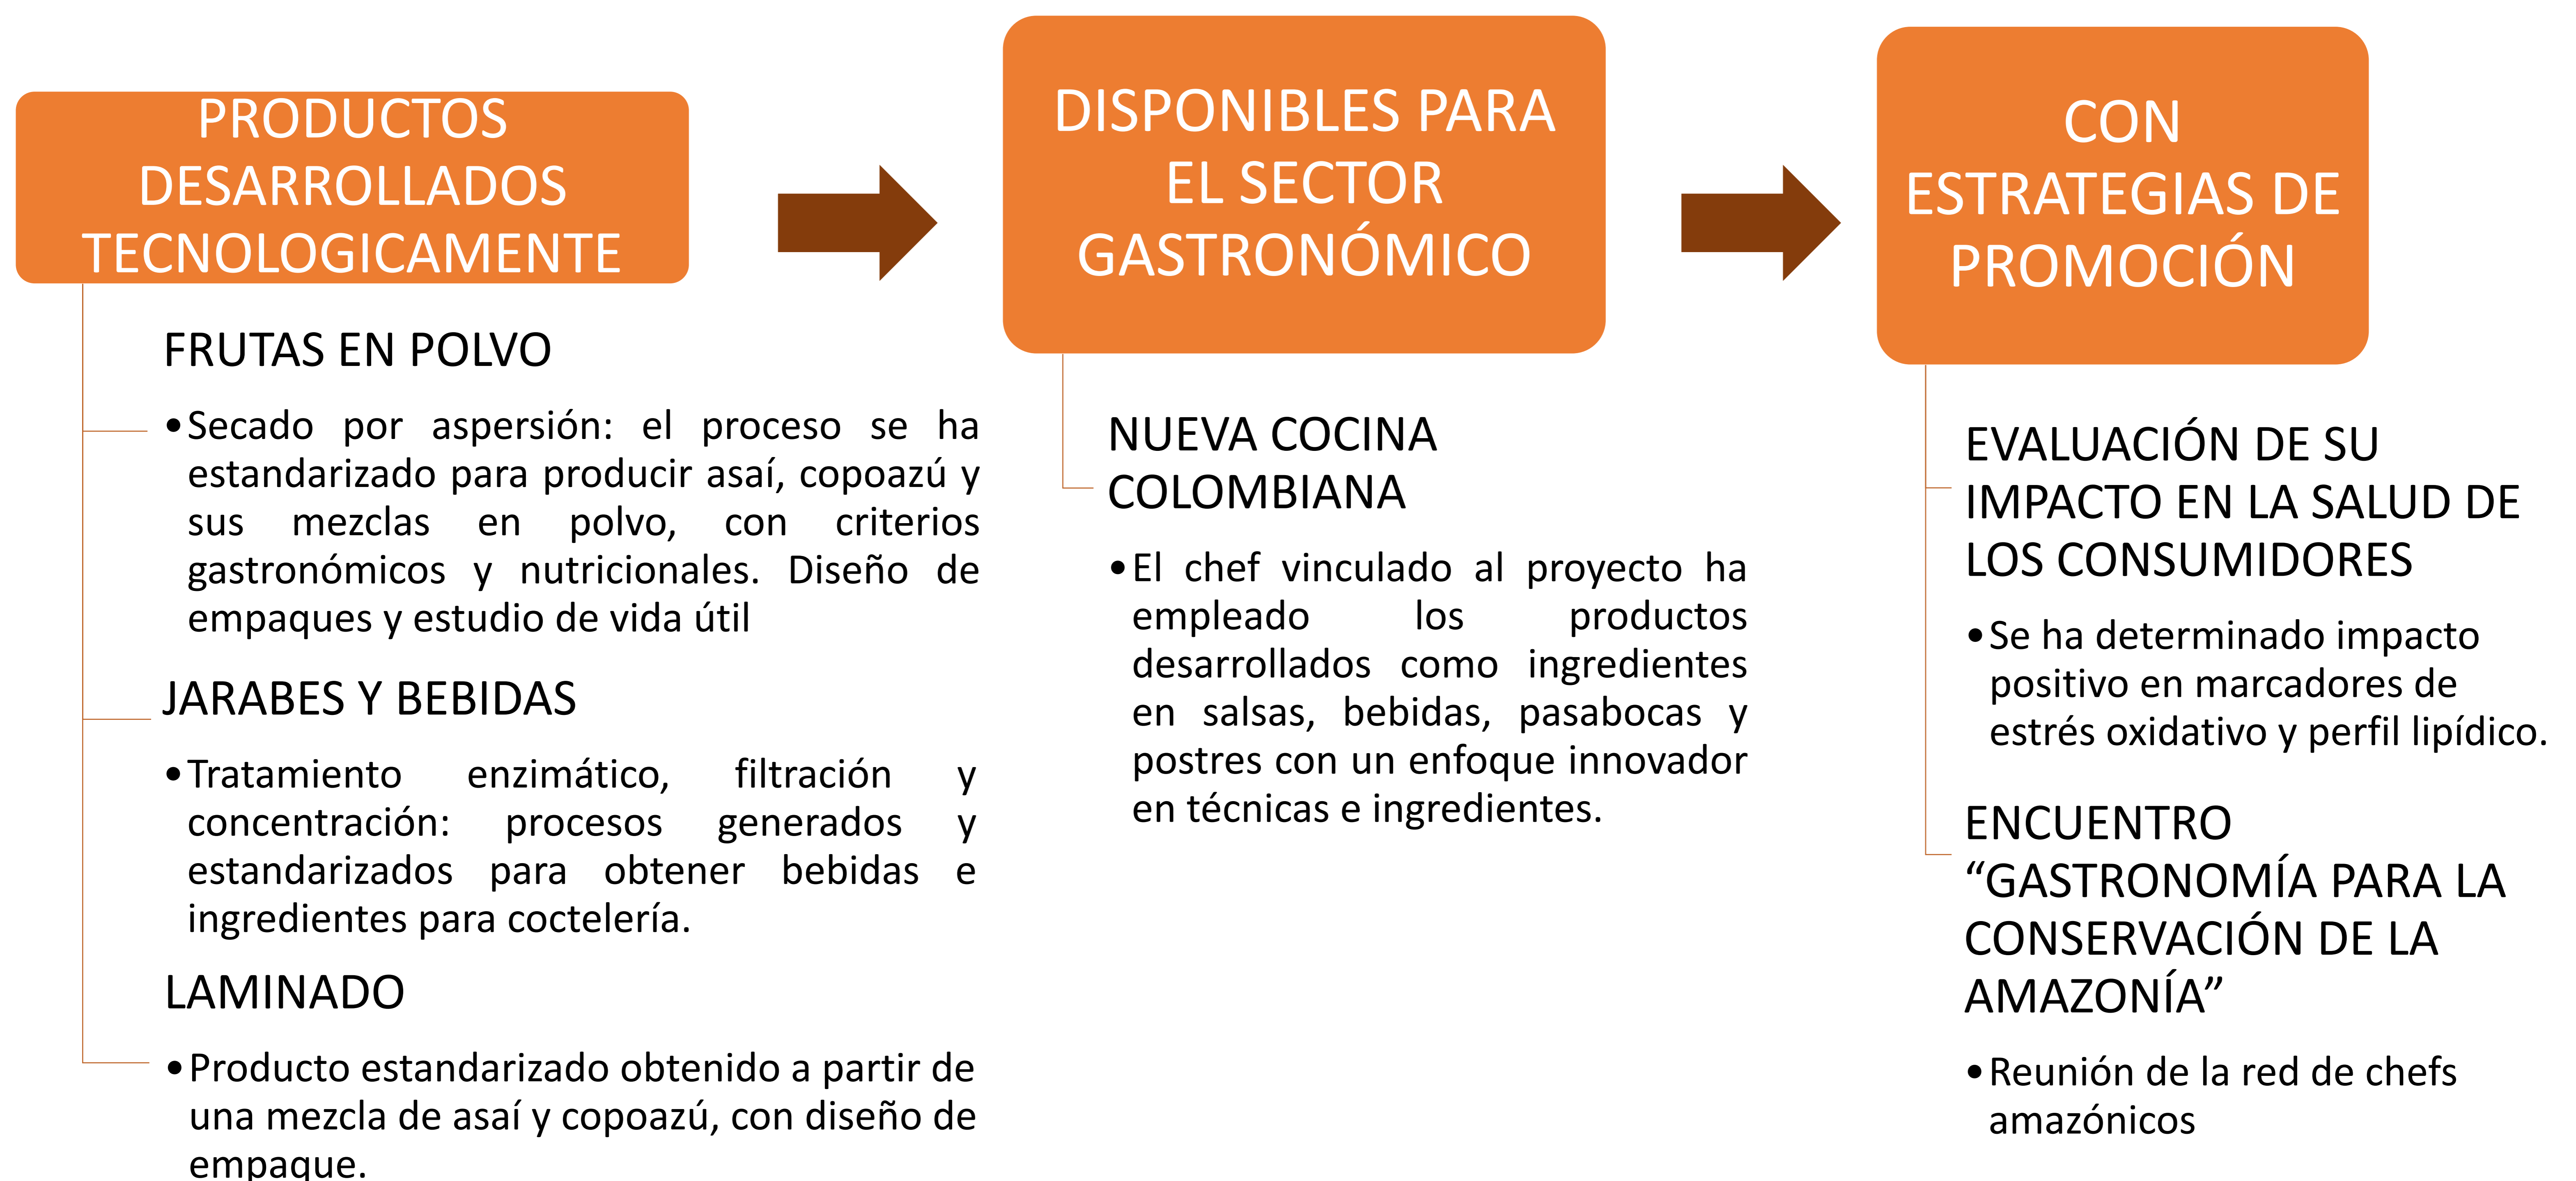 PRODUCTOS
DESARROLLADOS
TECNOLOGICAMENTE
FRUTAS EN POLVO
•Secado por aspersión: el proceso se ha
estandarizado para producir asaí, copoazú y
sus mezclas en polvo, con criterios
gastronómicos y nutricionales. Diseño de
empaques y estudio de vida útil
JARABES Y BEBIDAS
•Tratamiento enzimático, filtración y
concentración: procesos generados y
estandarizados para obtener bebidas e
ingredientes para coctelería.
LAMINADO
•Producto estandarizado obtenido a partir de
una mezcla de asaí y copoazú, con diseño de
empaque.
DISPONIBLES PARA
EL SECTOR
GASTRONÓMICO
NUEVA COCINA
COLOMBIANA
•El chef vinculado al proyecto ha
empleado los productos
desarrollados como ingredientes
en salsas, bebidas, pasabocas y
postres con un enfoque innovador
en técnicas e ingredientes.
CON
ESTRATEGIAS DE
PROMOCIÓN
EVALUACIÓN DE SU
IMPACTO EN LA SALUD DE
LOS CONSUMIDORES
•Se ha determinado impacto
positivo en marcadores de
estrés oxidativo y perfil lipídico.
ENCUENTRO
“GASTRONOMÍA PARA LA
CONSERVACIÓN DE LA
AMAZONÍA”
•Reunión de la red de chefs
amazónicos